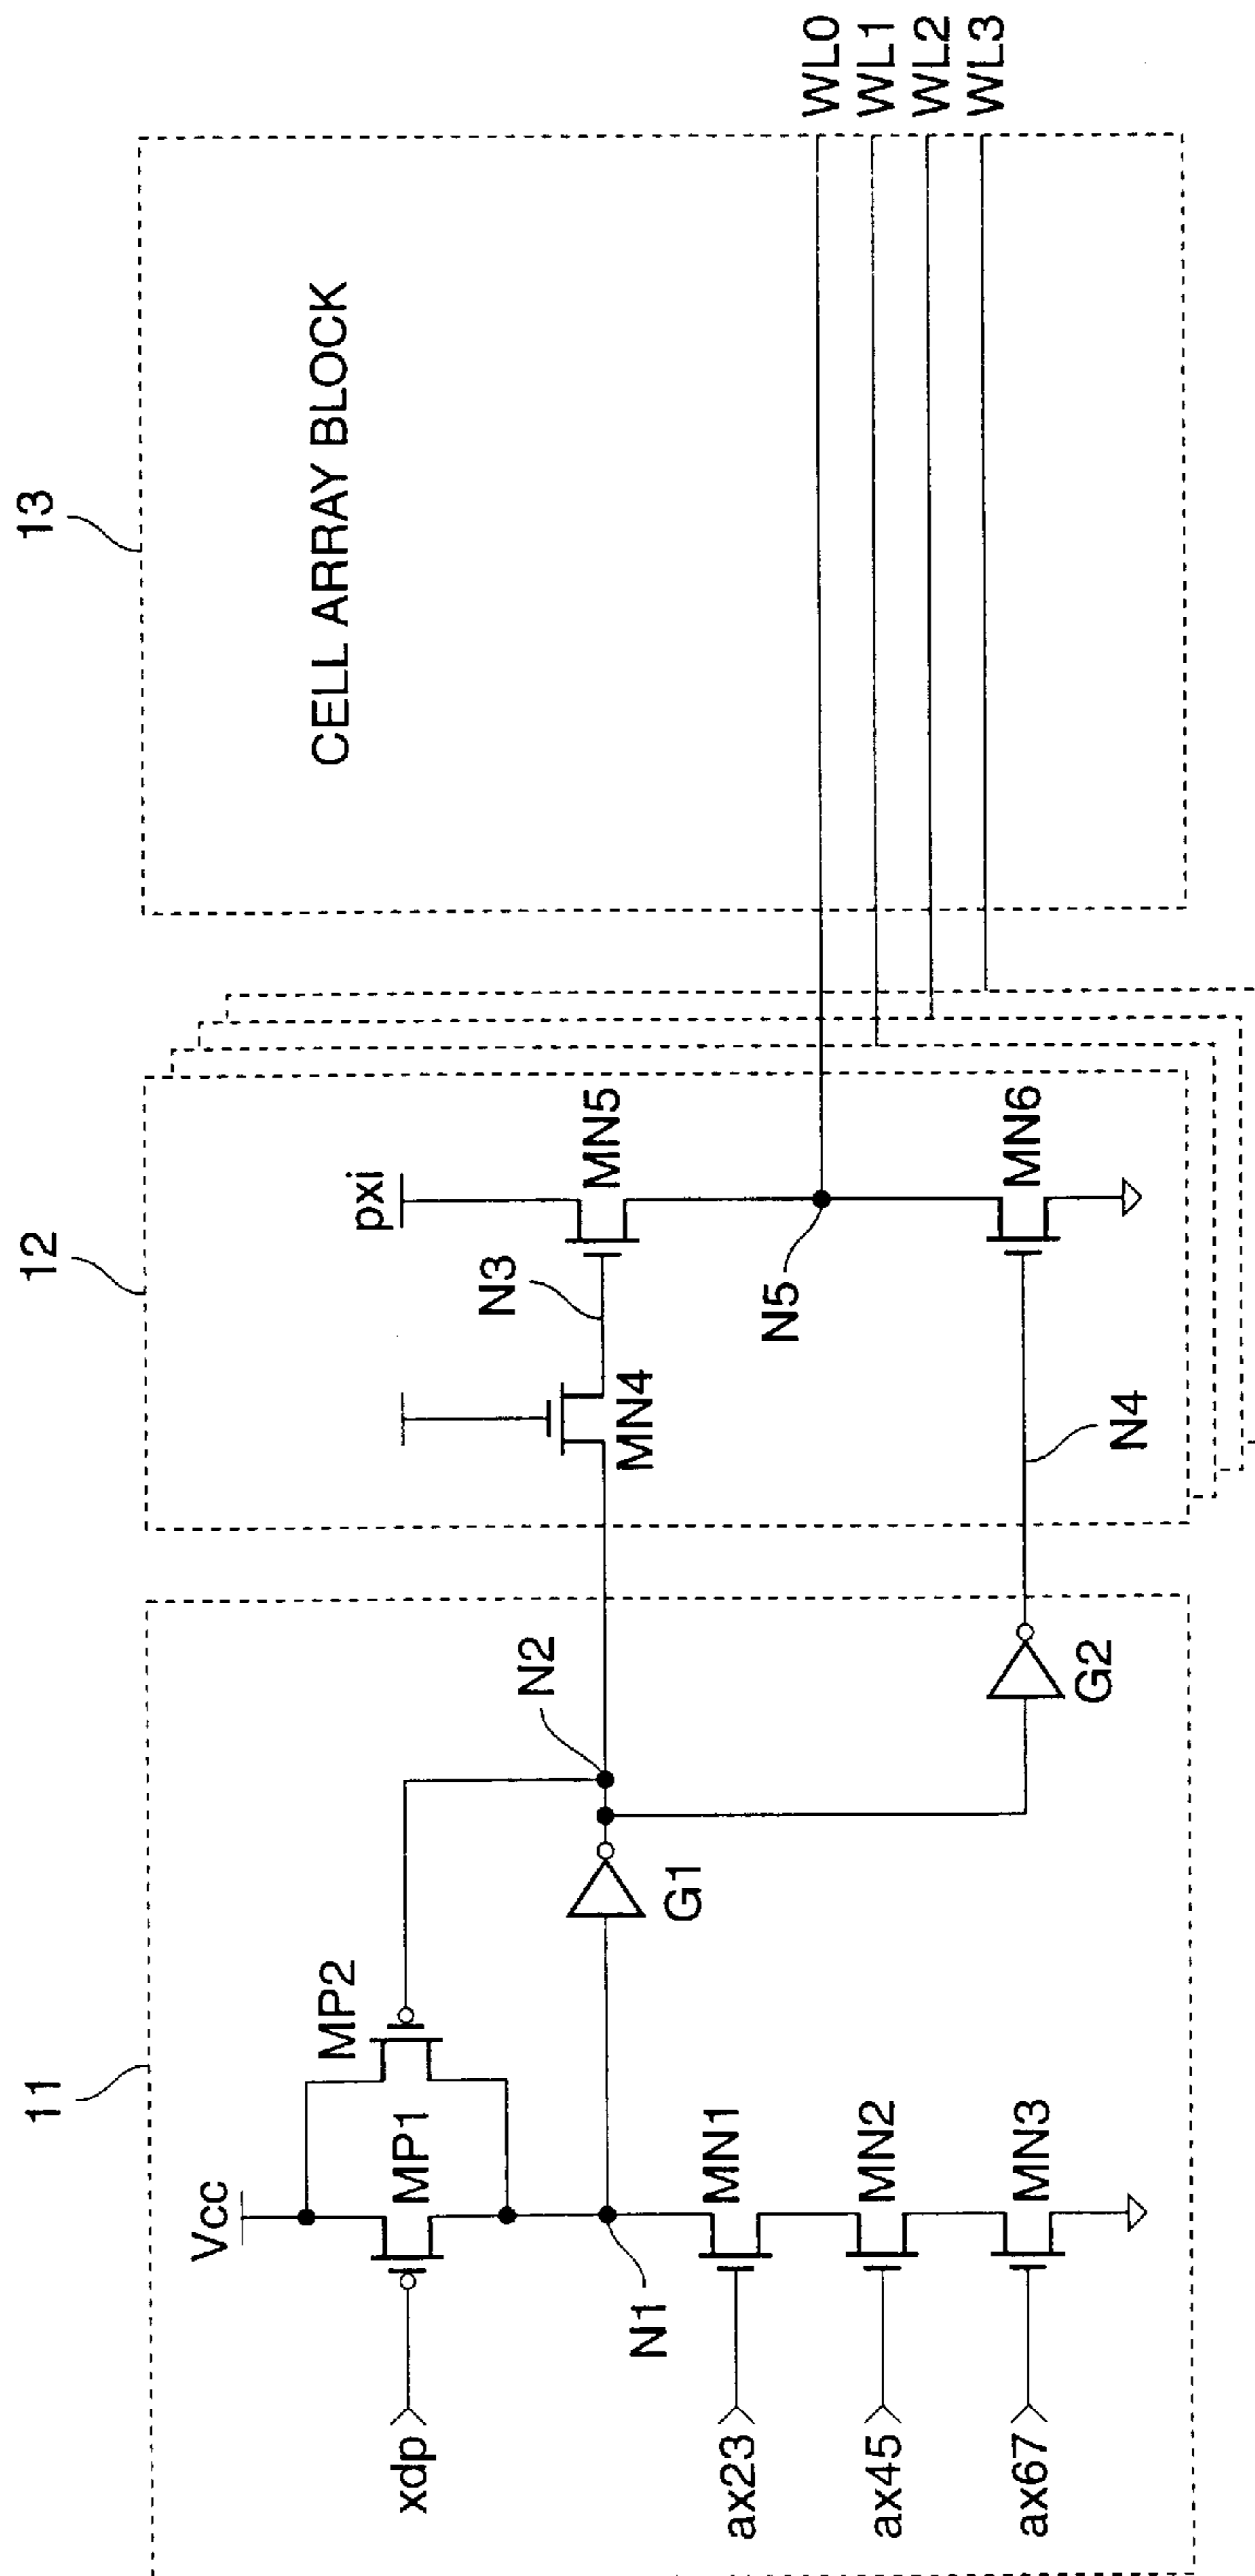 11
12
13
Vcc
MP2
pxi
MP1
N3
MN5
CELL ARRAY BLOCK
xdp
N2
MN4
G1
N1
ax23
MN1
N5
WL0
WL1
WL2
WL3
ax45
MN2
ax67
MN3
G2
N4
MN6